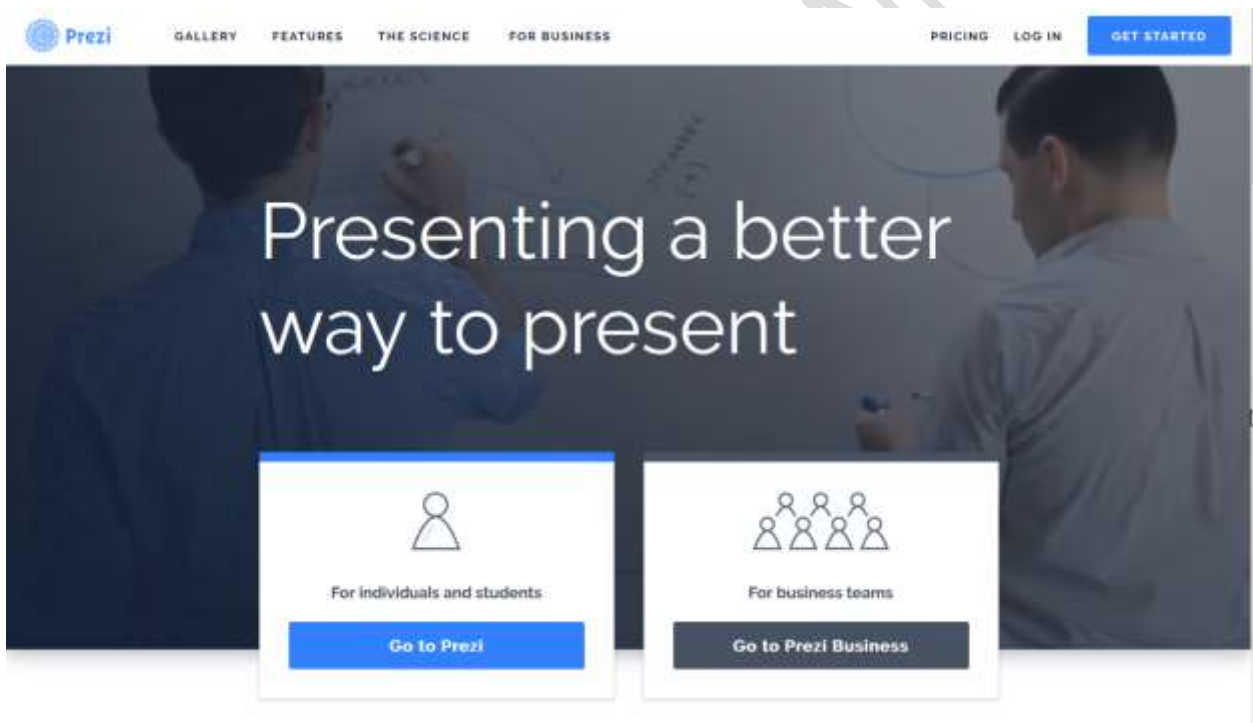 Prezi GALLERY FEATURES THE SCIENCE FOR BUSINESS PRICING LOG IN GET STARTED
Presenting a better
way to present
For individuals and students
Go to Prezi
For business teams
Go to Prezi Business